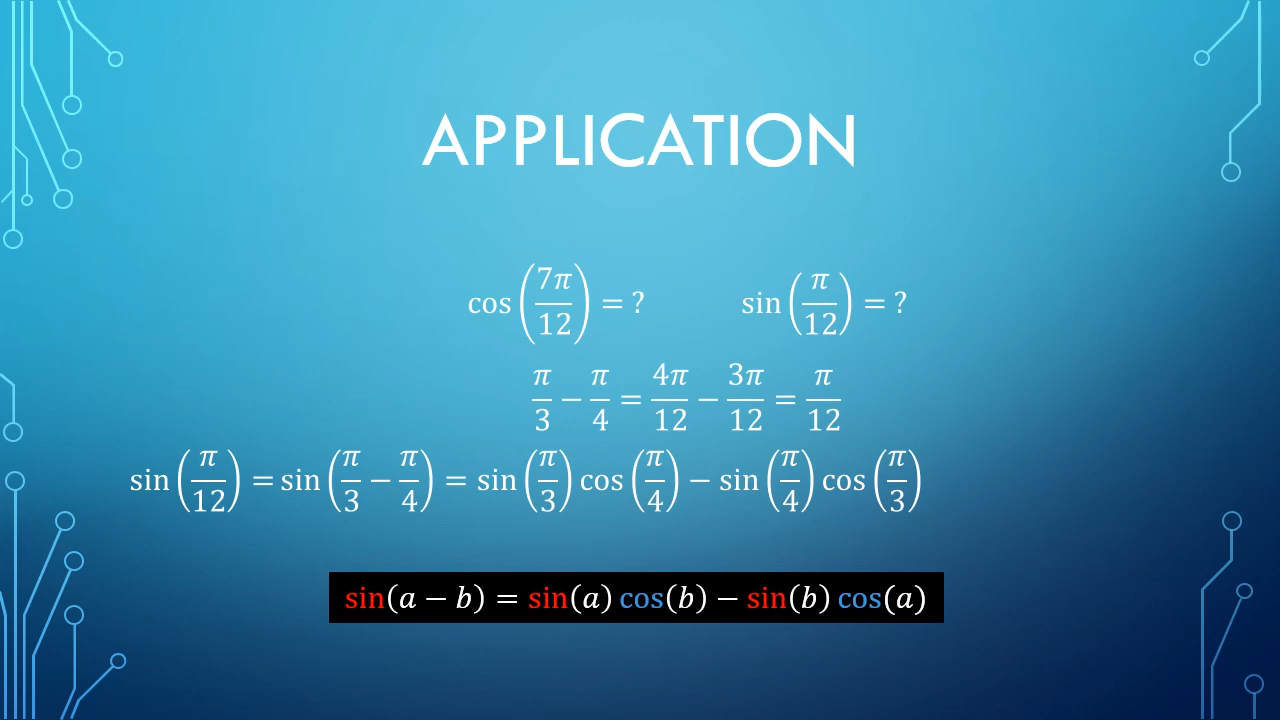 APPLICATION
cos(7π/12) = ? sin(π/12) = ?
π/3 − π/4 = 4π/12 − 3π/12 = π/12
sin(π/12) = sin(π/3 − π/4) = sin(π/3) cos(π/4) − sin(π/4) cos(π/3)
sin(a − b) = sin(a) cos(b) − sin(b) cos(a)